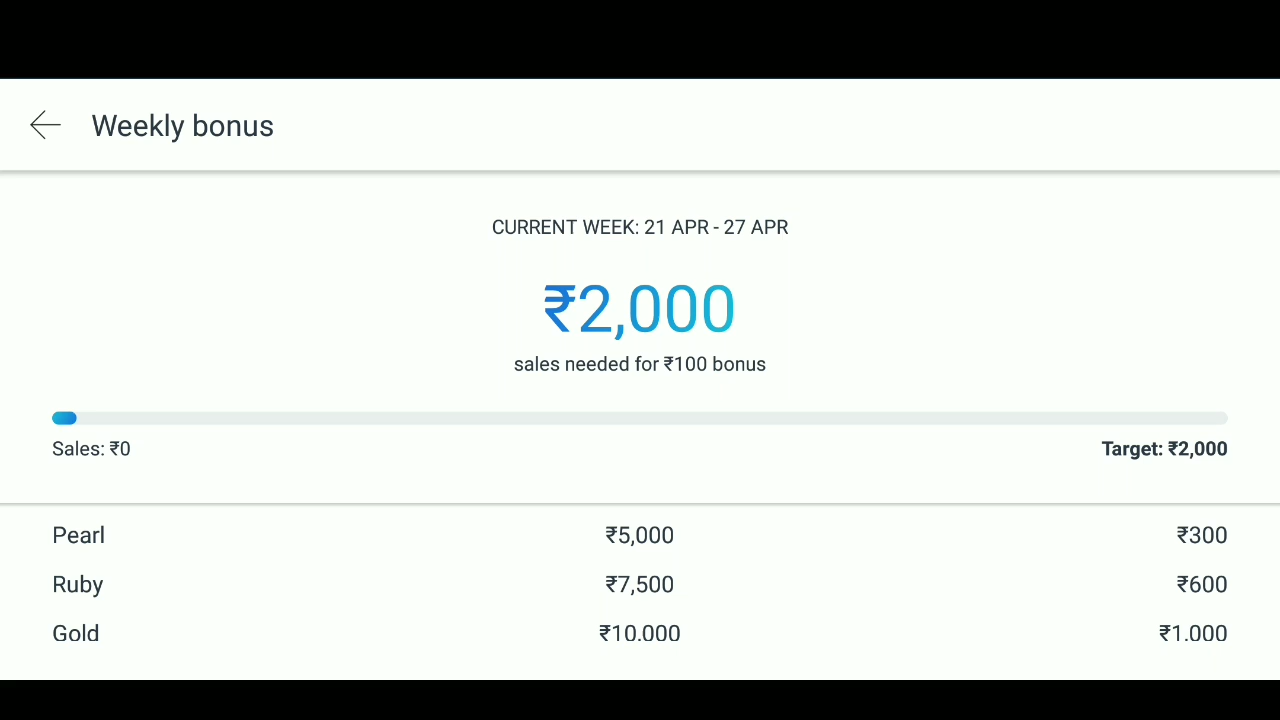 Weekly bonus
CURRENT WEEK: 21 APR - 27 APR
₹2,000
sales needed for ₹100 bonus
Sales: ₹0 Target: ₹2,000
Pearl ₹5,000 ₹300
Ruby ₹7,500 ₹600
Gold ₹10.000 ₹1.000